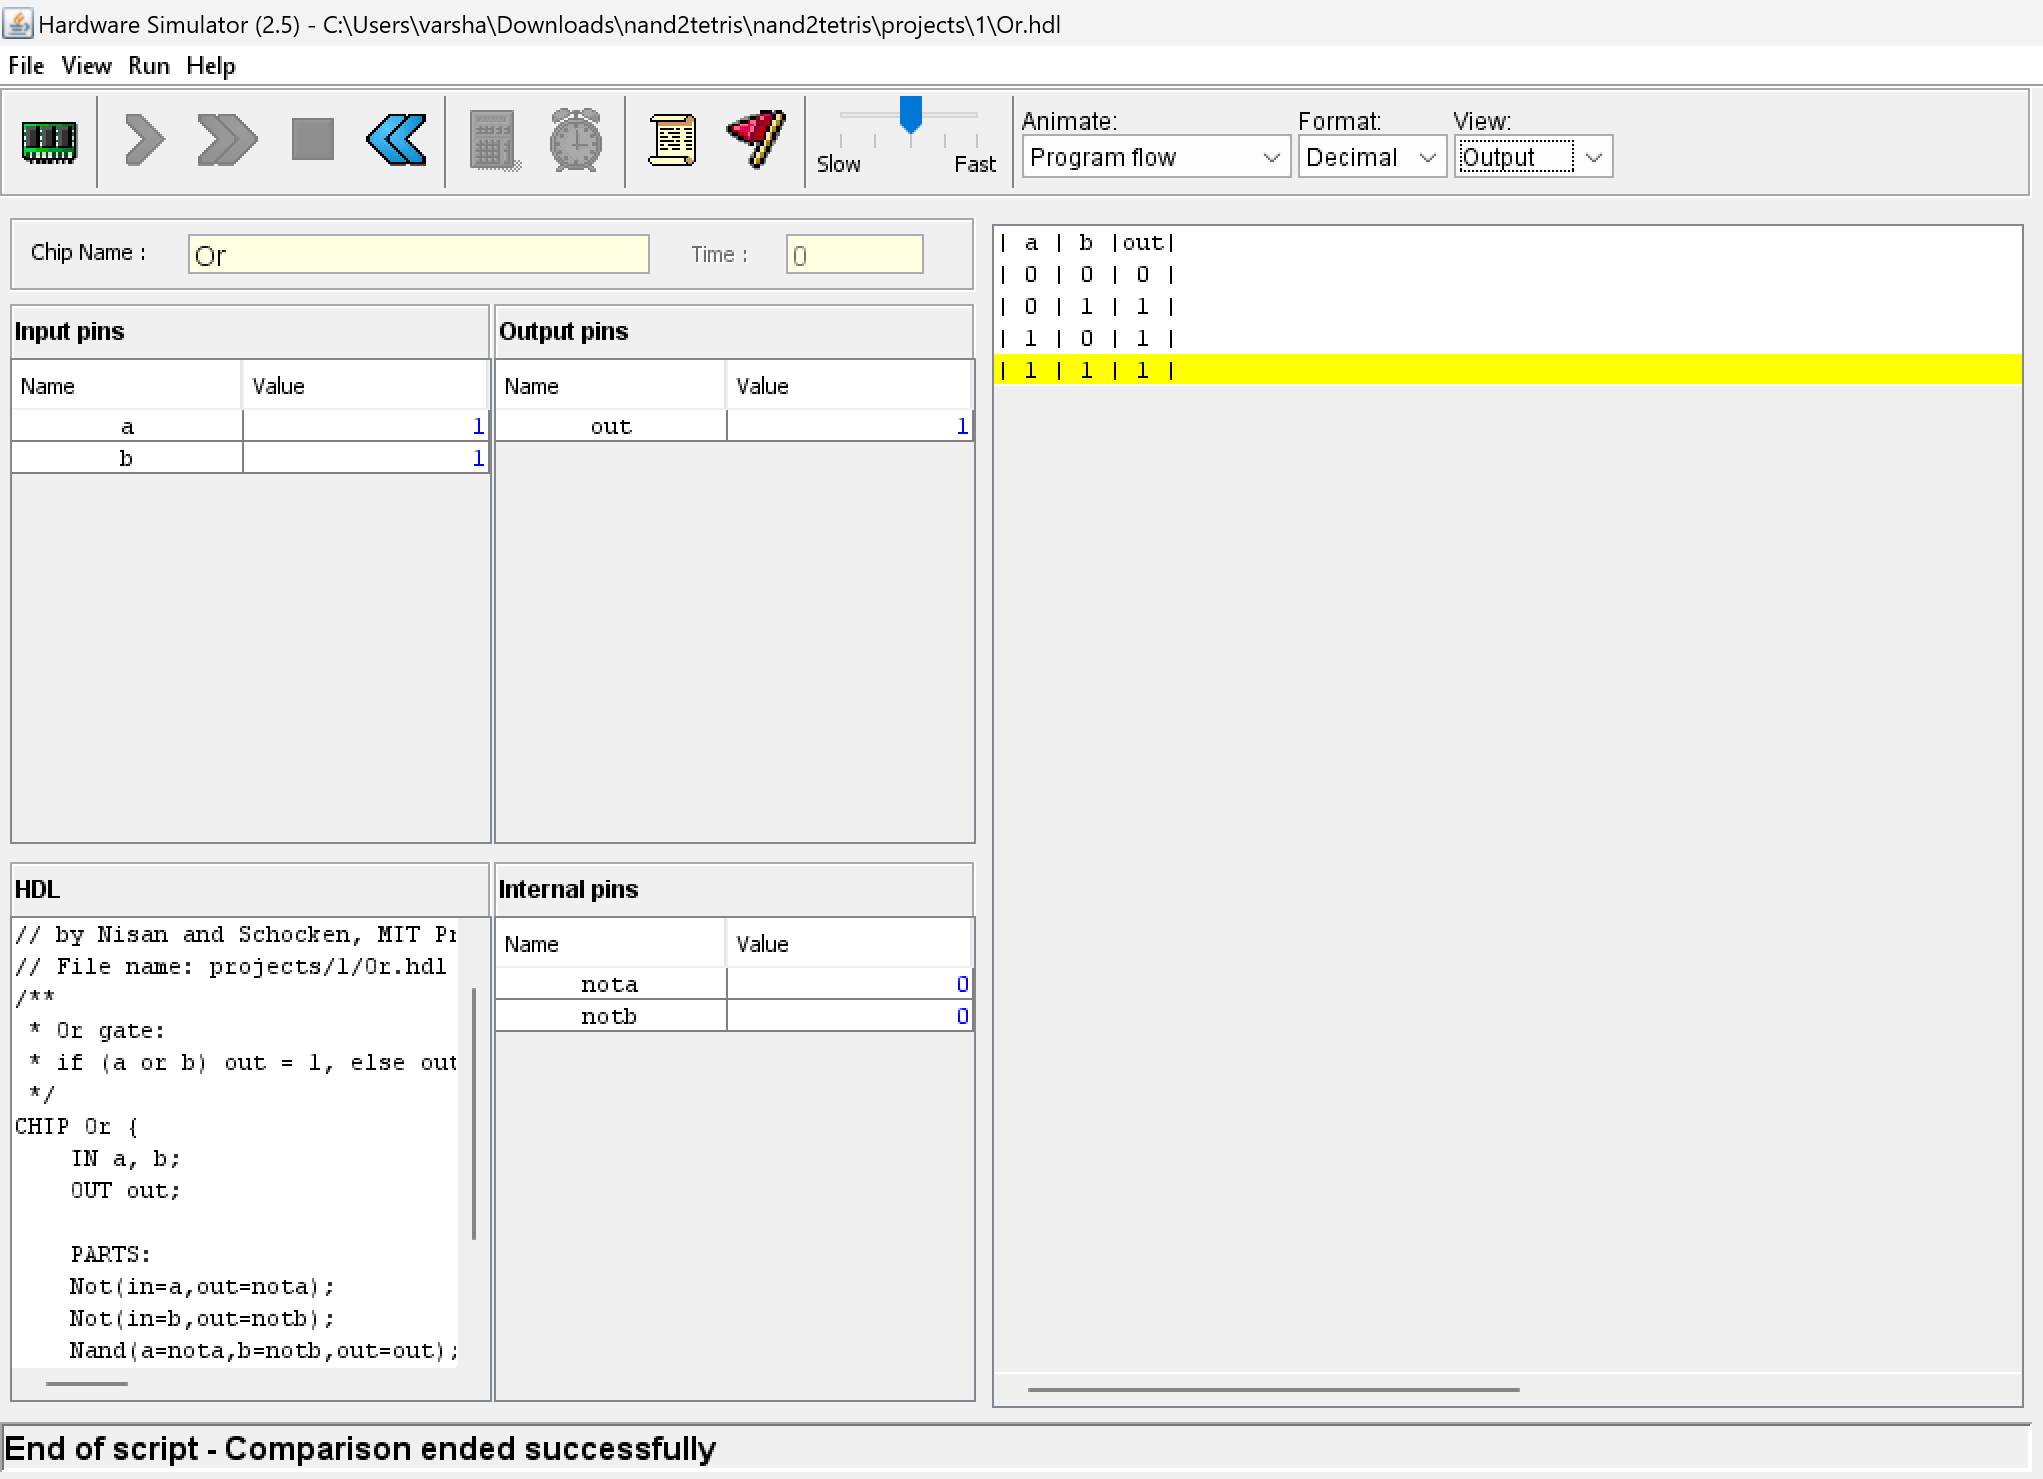 Hardware Simulator (2.5) - C:\Users\varsha\Downloads\nand2tetris\nand2tetris\projects\1\Or.hdl
File View Run Help
Animate: Format: View:
Slow Fast Program flow Decimal Output
Chip Name : Or Time : 0
Input pins
Name Value
a 1
b 1
Output pins
Name Value
out 1
HDL
// by Nisan and Schocken, MIT Pr
// File name: projects/1/Or.hdl
/**
 * Or gate:
 * if (a or b) out = 1, else out
 */
CHIP Or {
    IN a, b;
    OUT out;
    PARTS:
    Not(in=a,out=nota);
    Not(in=b,out=notb);
    Nand(a=nota,b=notb,out=out);
Internal pins
Name Value
nota 0
notb 0
| a | b |out|
| 0 | 0 | 0 |
| 0 | 1 | 1 |
| 1 | 0 | 1 |
| 1 | 1 | 1 |
End of script - Comparison ended successfully